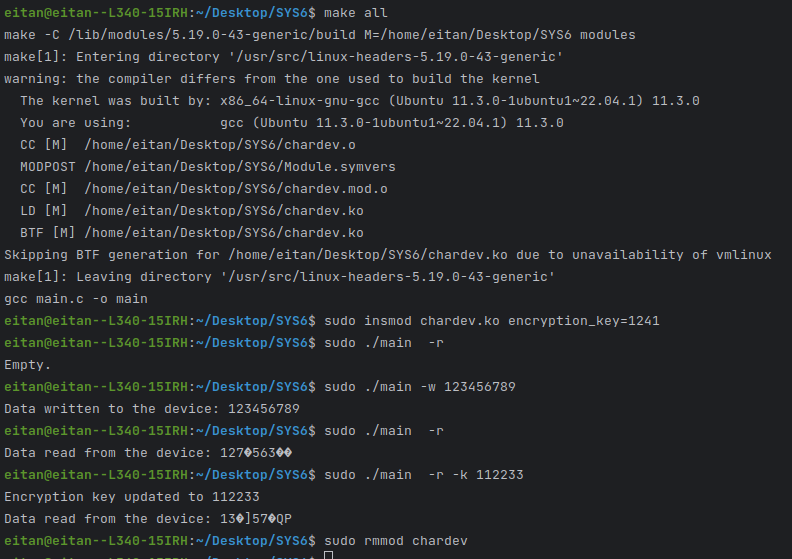 eitan@eitan--L340-15IRH:~/Desktop/SYS6$ make all
make -C /lib/modules/5.19.0-43-generic/build M=/home/eitan/Desktop/SYS6 modules
make[1]: Entering directory '/usr/src/linux-headers-5.19.0-43-generic'
warning: the compiler differs from the one used to build the kernel
  The kernel was built by: x86_64-linux-gnu-gcc (Ubuntu 11.3.0-1ubuntu1~22.04.1) 11.3.0
  You are using:           gcc (Ubuntu 11.3.0-1ubuntu1~22.04.1) 11.3.0
  CC [M]  /home/eitan/Desktop/SYS6/chardev.o
  MODPOST /home/eitan/Desktop/SYS6/Module.symvers
  CC [M]  /home/eitan/Desktop/SYS6/chardev.mod.o
  LD [M]  /home/eitan/Desktop/SYS6/chardev.ko
  BTF [M] /home/eitan/Desktop/SYS6/chardev.ko
Skipping BTF generation for /home/eitan/Desktop/SYS6/chardev.ko due to unavailability of vmlinux
make[1]: Leaving directory '/usr/src/linux-headers-5.19.0-43-generic'
gcc main.c -o main
eitan@eitan--L340-15IRH:~/Desktop/SYS6$ sudo insmod chardev.ko encryption_key=1241
eitan@eitan--L340-15IRH:~/Desktop/SYS6$ sudo ./main  -r
Empty.
eitan@eitan--L340-15IRH:~/Desktop/SYS6$ sudo ./main -w 123456789
Data written to the device: 123456789
eitan@eitan--L340-15IRH:~/Desktop/SYS6$ sudo ./main  -r
Data read from the device: 127�563��
eitan@eitan--L340-15IRH:~/Desktop/SYS6$ sudo ./main  -r -k 112233
Encryption key updated to 112233
Data read from the device: 13�]57�QP
eitan@eitan--L340-15IRH:~/Desktop/SYS6$ sudo rmmod chardev
eitan@eitan--L340-15IRH:~/Desktop/SYS6$